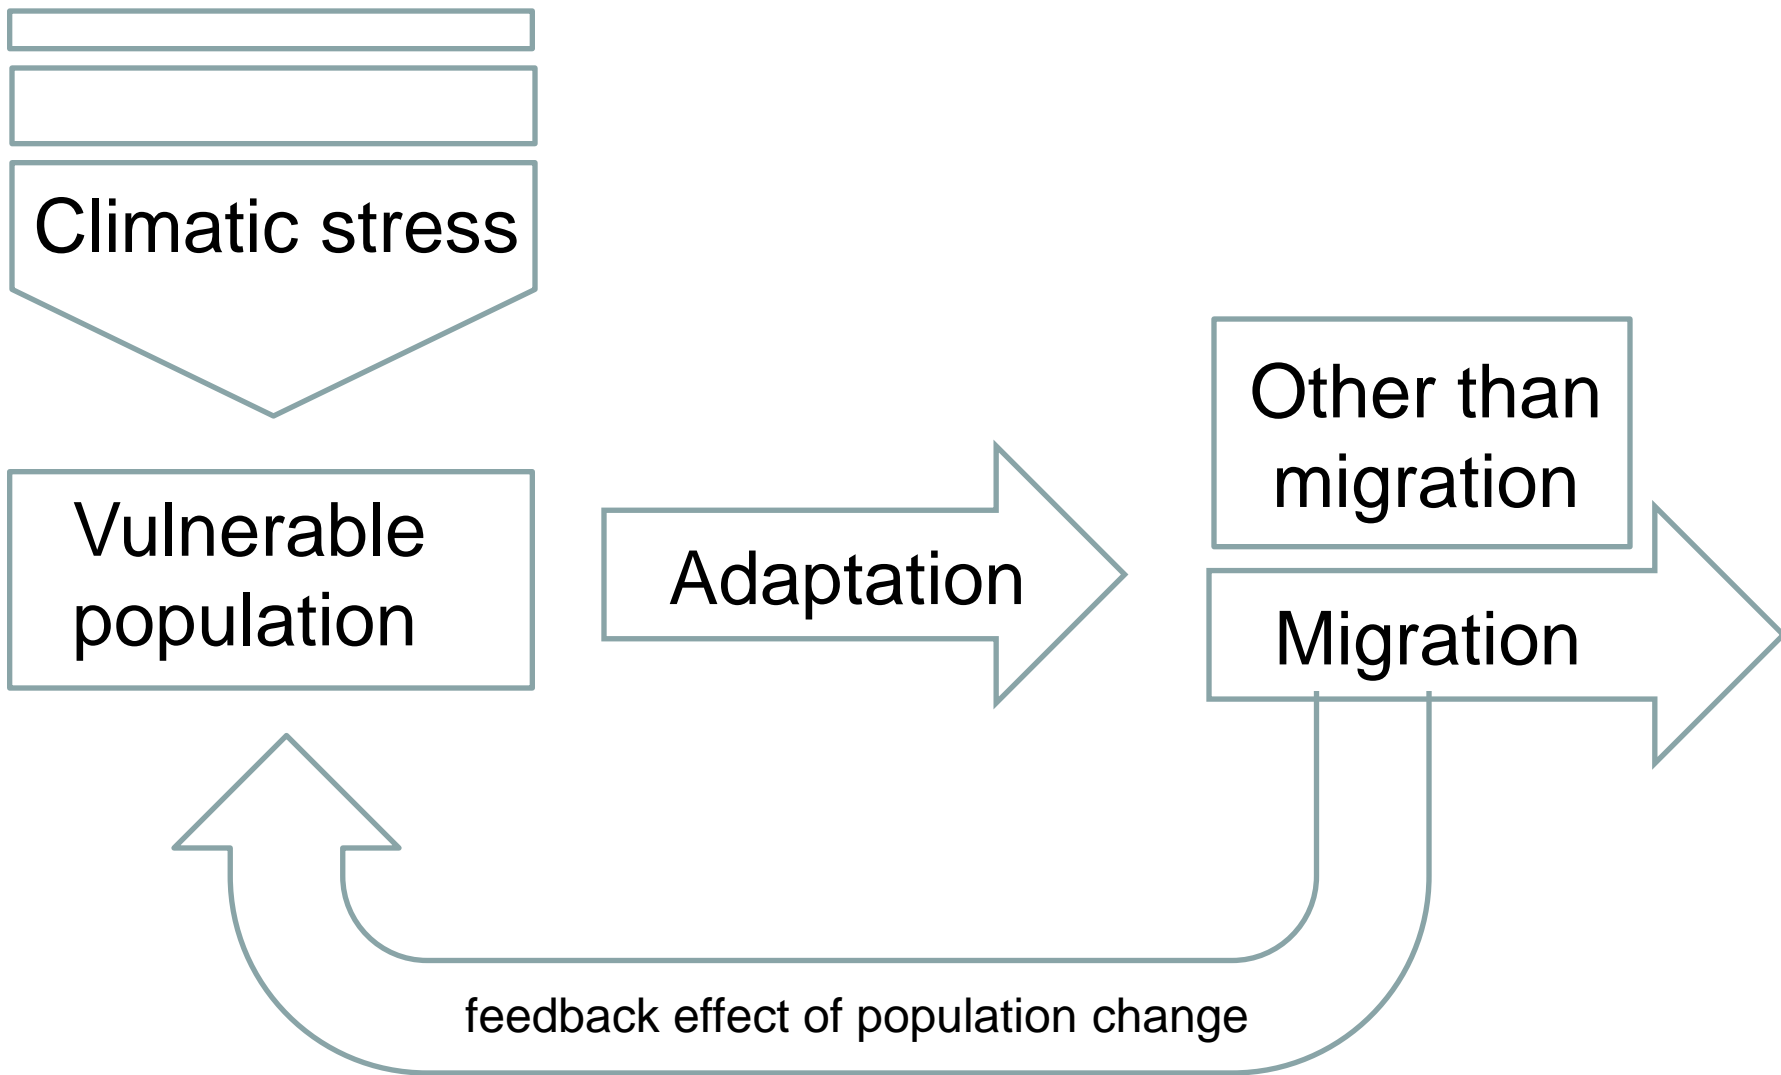 Climatic stress
Vulnerable
population
Adaptation
Other than
migration
Migration
feedback effect of population change